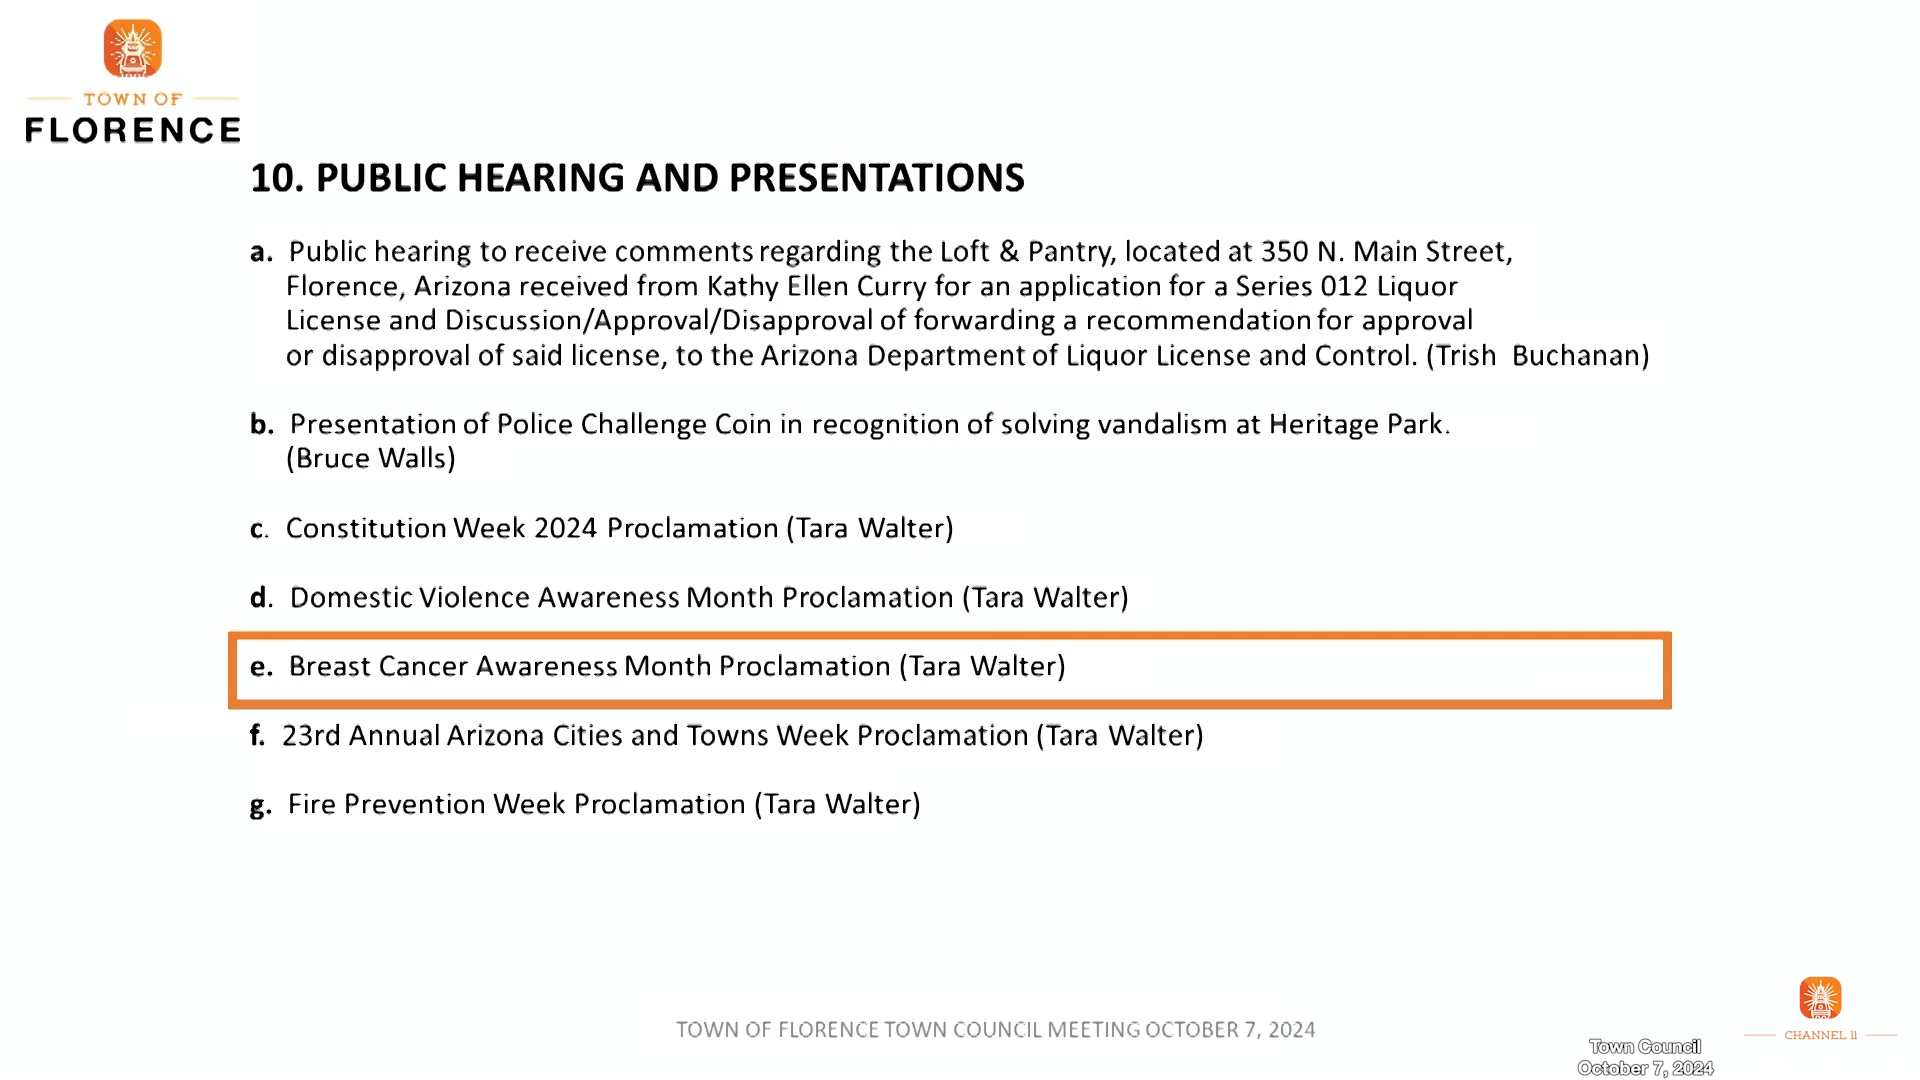 TOWN OF
FLORENCE
10. PUBLIC HEARING AND PRESENTATIONS
a. Public hearing to receive comments regarding the Loft & Pantry, located at 350 N. Main Street,
Florence, Arizona received from Kathy Ellen Curry for an application for a Series 012 Liquor
License and Discussion/Approval/Disapproval of forwarding a recommendation for approval
or disapproval of said license, to the Arizona Department of Liquor License and Control. (Trish Buchanan)
b. Presentation of Police Challenge Coin in recognition of solving vandalism at Heritage Park.
(Bruce Walls)
c. Constitution Week 2024 Proclamation (Tara Walter)
d. Domestic Violence Awareness Month Proclamation (Tara Walter)
e. Breast Cancer Awareness Month Proclamation (Tara Walter)
f. 23rd Annual Arizona Cities and Towns Week Proclamation (Tara Walter)
g. Fire Prevention Week Proclamation (Tara Walter)
TOWN OF FLORENCE TOWN COUNCIL MEETING OCTOBER 7, 2024
CHANNEL 11
Town Council
October 7, 2024